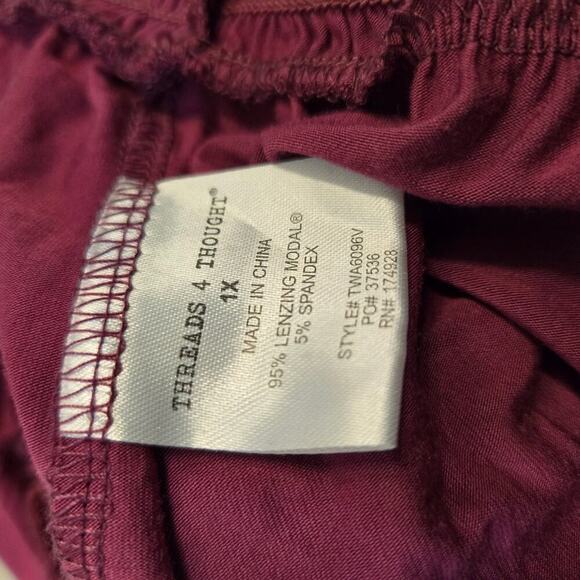 THREADS 4 THOUGHT®
1X
MADE IN CHINA
95% LENZING MODAL®
5% SPANDEX
STYLE# TWA6096V
PO# 37536
RN# 174928